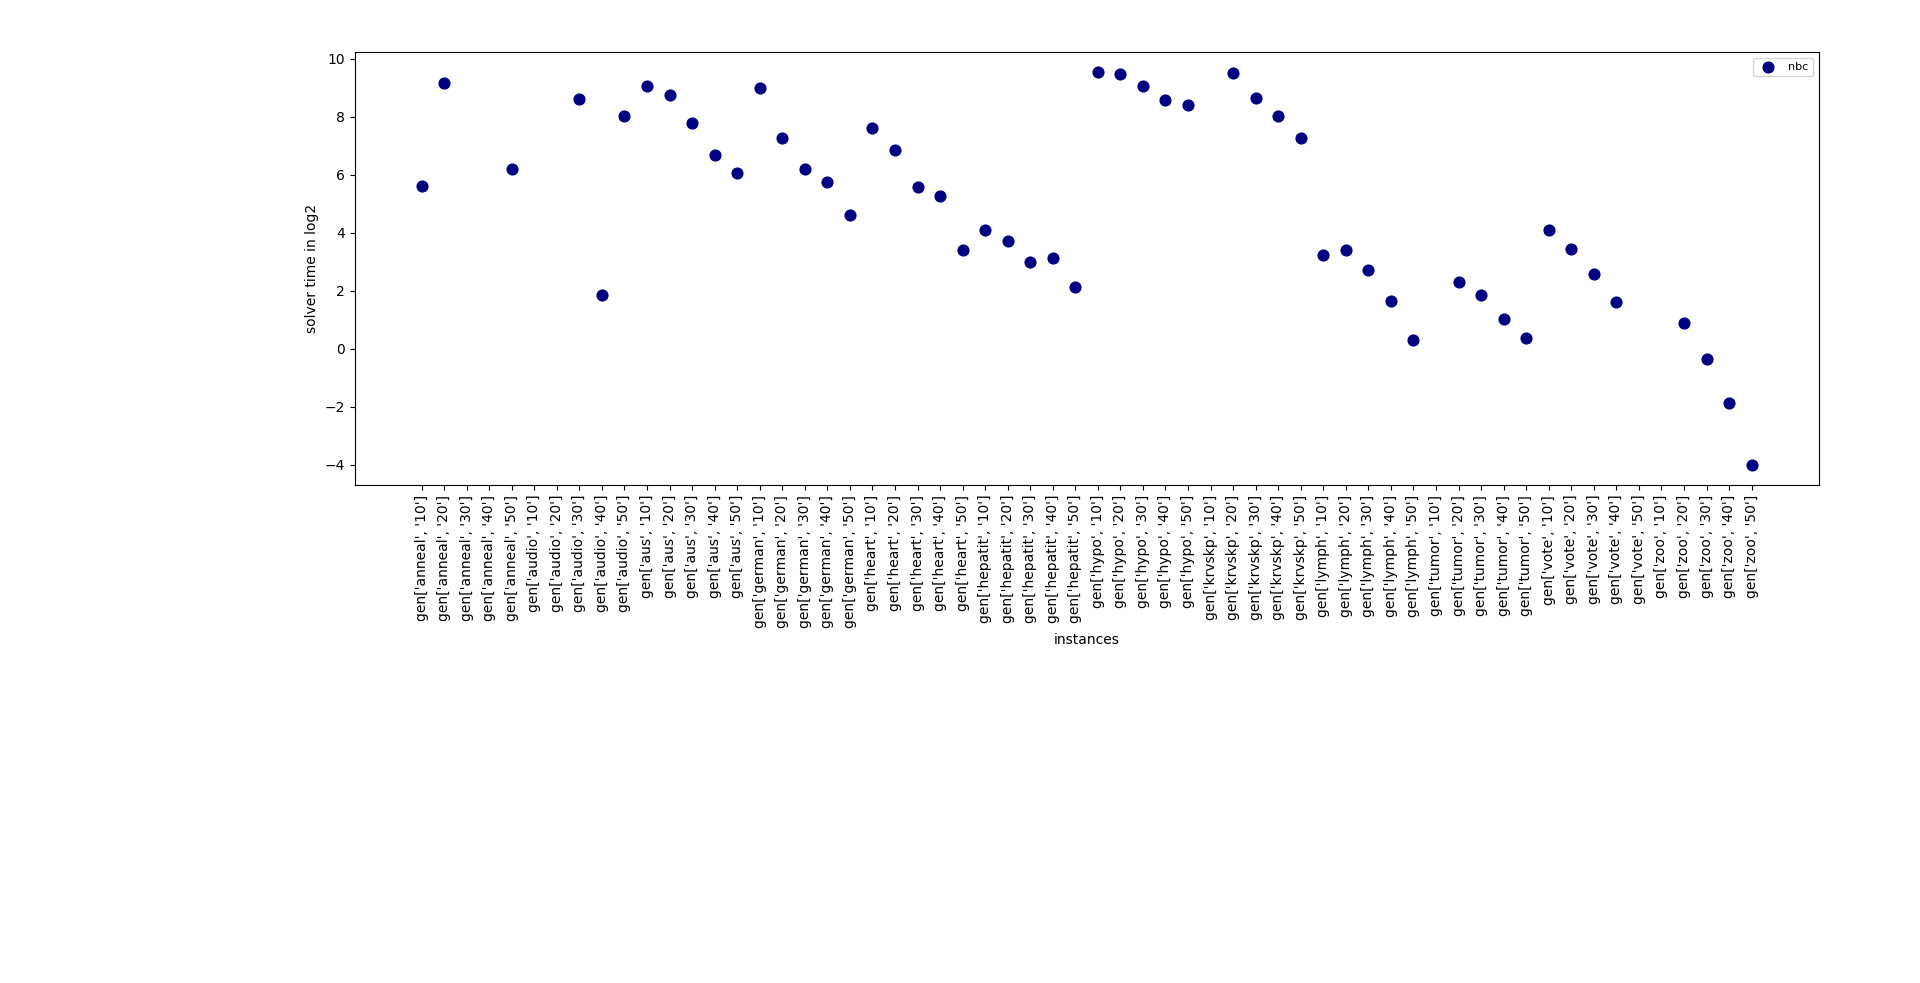 10
8
6
4
2
0
−2
−4
solver time in log2
nbc
gen['anneal', '10']
gen['anneal', '20']
gen['anneal', '30']
gen['anneal', '40']
gen['anneal', '50']
gen['audio', '10']
gen['audio', '20']
gen['audio', '30']
gen['audio', '40']
gen['audio', '50']
gen['aus', '10']
gen['aus', '20']
gen['aus', '30']
gen['aus', '40']
gen['aus', '50']
gen['german', '10']
gen['german', '20']
gen['german', '30']
gen['german', '40']
gen['german', '50']
gen['heart', '10']
gen['heart', '20']
gen['heart', '30']
gen['heart', '40']
gen['heart', '50']
gen['hepatit', '10']
gen['hepatit', '20']
gen['hepatit', '30']
gen['hepatit', '40']
gen['hepatit', '50']
gen['hypo', '10']
gen['hypo', '20']
gen['hypo', '30']
gen['hypo', '40']
gen['hypo', '50']
gen['krvskp', '10']
gen['krvskp', '20']
gen['krvskp', '30']
gen['krvskp', '40']
gen['krvskp', '50']
gen['lymph', '10']
gen['lymph', '20']
gen['lymph', '30']
gen['lymph', '40']
gen['lymph', '50']
gen['tumor', '10']
gen['tumor', '20']
gen['tumor', '30']
gen['tumor', '40']
gen['tumor', '50']
gen['vote', '10']
gen['vote', '20']
gen['vote', '30']
gen['vote', '40']
gen['vote', '50']
gen['zoo', '10']
gen['zoo', '20']
gen['zoo', '30']
gen['zoo', '40']
gen['zoo', '50']
instances